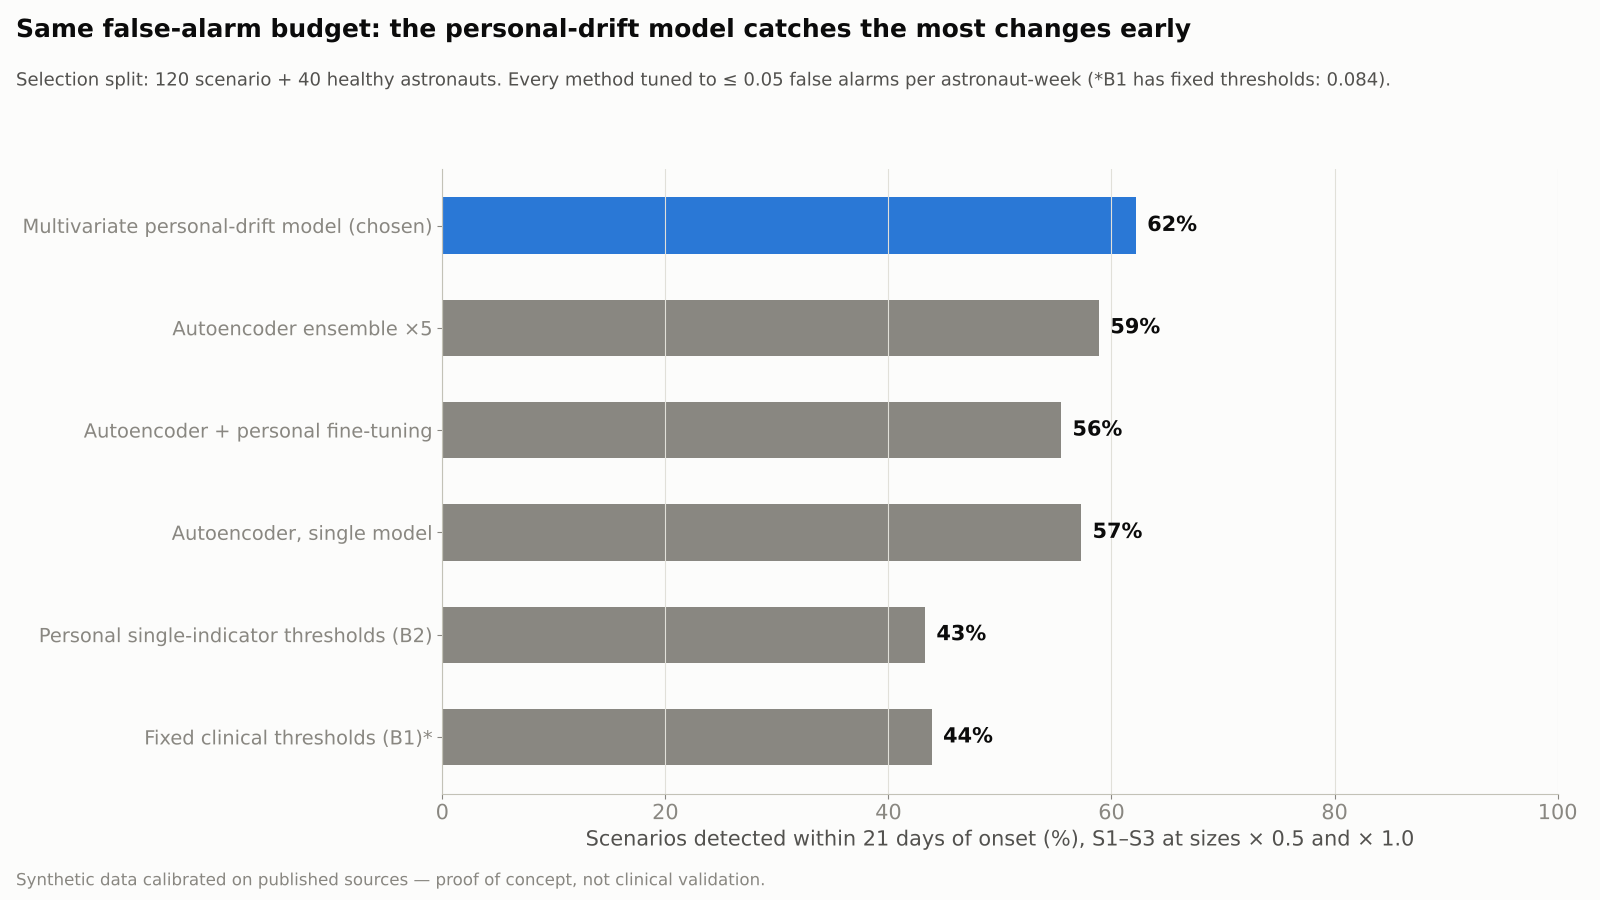 Same false-alarm budget: the personal-drift model catches the most changes early
Selection split: 120 scenario + 40 healthy astronauts. Every method tuned to ≤ 0.05 false alarms per astronaut-week (*B1 has fixed thresholds: 0.084).
Multivariate personal-drift model (chosen)
62%
Autoencoder ensemble ×5
59%
Autoencoder + personal fine-tuning
56%
Autoencoder, single model
57%
Personal single-indicator thresholds (B2)
43%
Fixed clinical thresholds (B1)*
44%
0 20 40 60 80 100
Scenarios detected within 21 days of onset (%), S1–S3 at sizes × 0.5 and × 1.0
Synthetic data calibrated on published sources — proof of concept, not clinical validation.